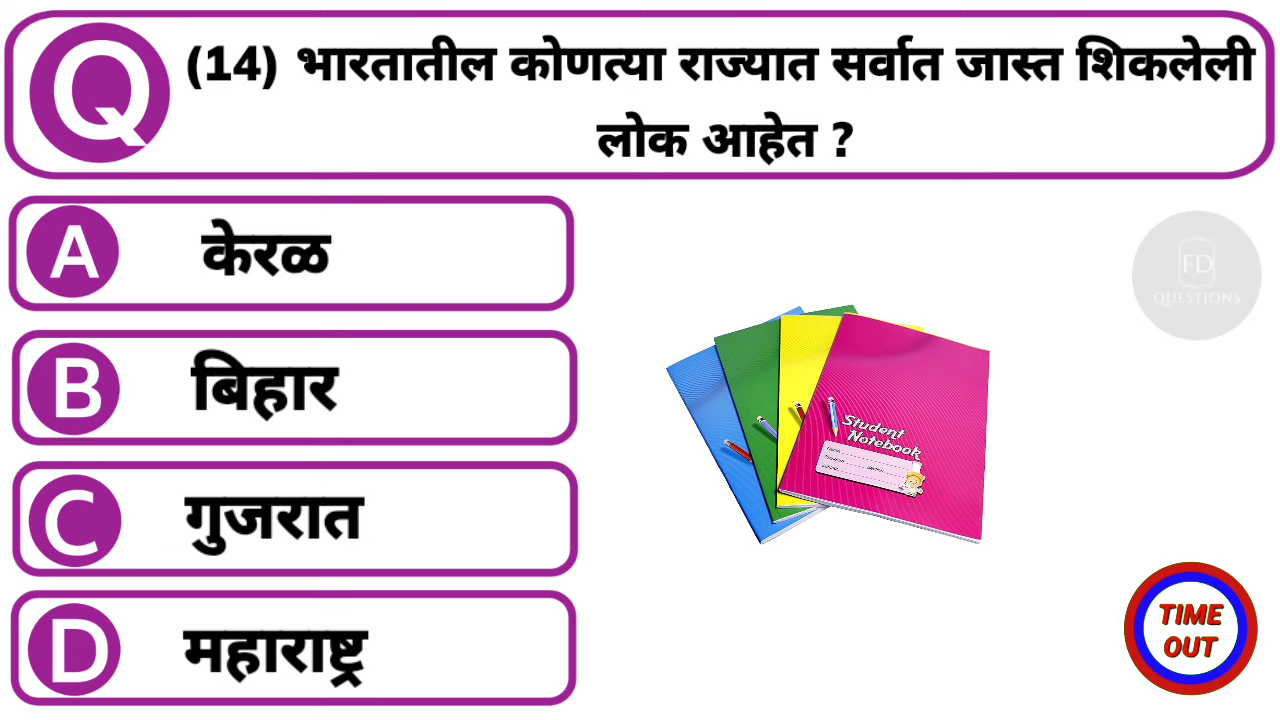 Q
(14) भारतातील कोणत्या राज्यात सर्वात जास्त शिकलेली
लोक आहेत ?
A केरळ
B बिहार
C गुजरात
D महाराष्ट्र
FD
QUESTIONS
Student
Notebook
TIME
OUT